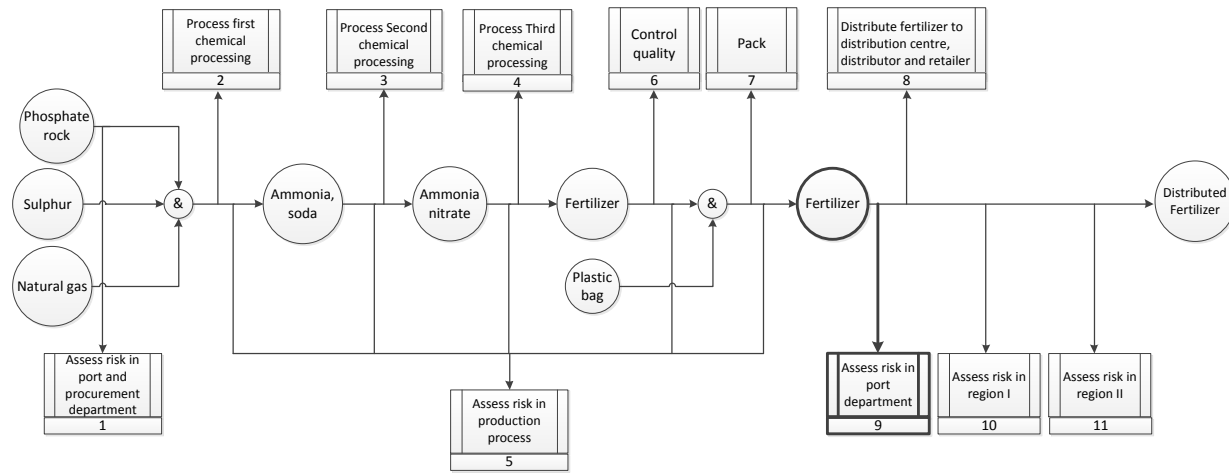 Process first
chemical
processing
2
Process Second
chemical
processing
3
Process Third
chemical
processing
4
Control
quality
6
Pack
7
Distribute fertilizer to
distribution centre,
distributor and retailer
8
Phosphate
rock
Sulphur
Natural gas
&
Ammonia,
soda
Ammonia
nitrate
Fertilizer
&
Plastic
bag
Fertilizer
Distributed
Fertilizer
Assess risk in
port and
procurement
department
1
Assess risk in
production
process
5
Assess risk in
port
department
9
Assess risk in
region I
10
Assess risk in
region II
11